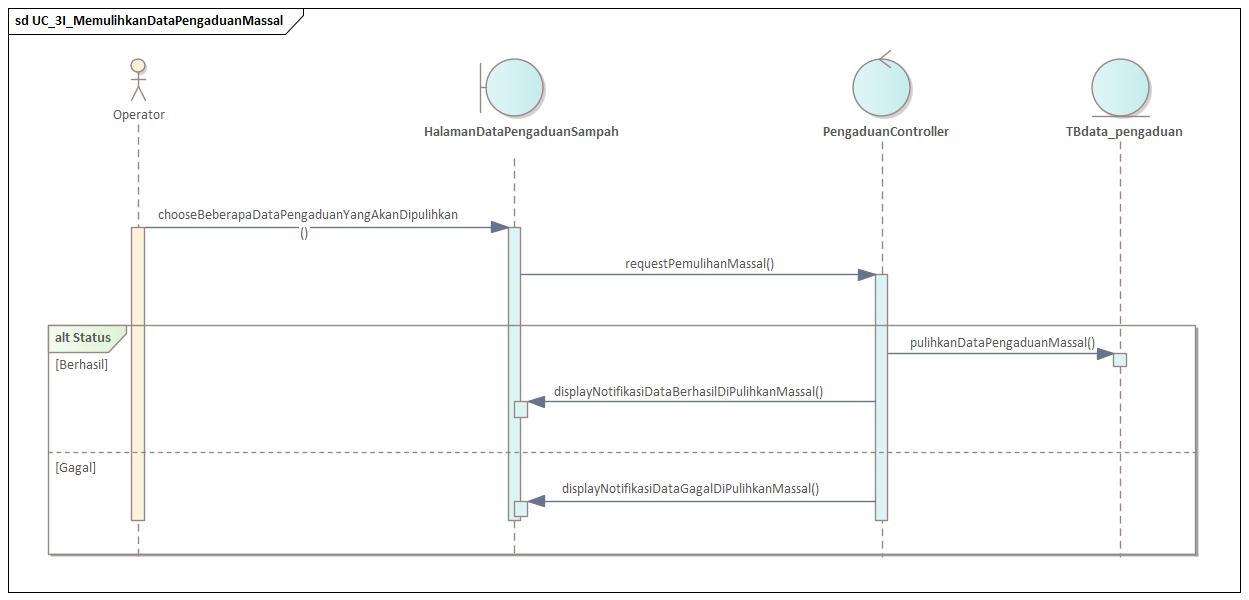 sd UC_3I_MemulihkanDataPengaduanMassal
Operator
HalamanDataPengaduanSampah
PengaduanController
TBdata_pengaduan
chooseBeberapaDataPengaduanYangAkanDipulihkan
()
requestPemulihanMassal()
alt Status
[Berhasil]
pulihkanDataPengaduanMassal()
displayNotifikasiDataBerhasilDiPulihkanMassal()
[Gagal]
displayNotifikasiDataGagalDiPulihkanMassal()